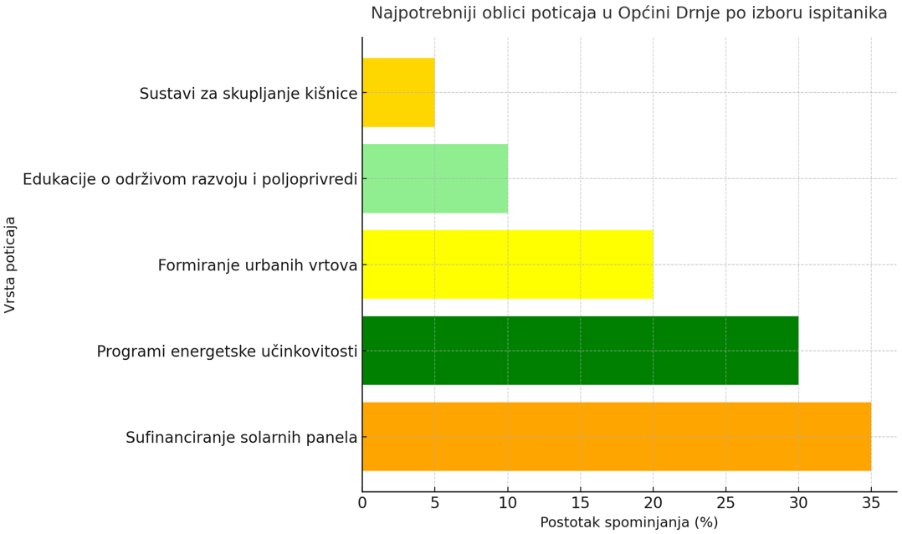 Najpotrebniji oblici poticaja u Općini Drnje po izboru ispitanika
Sustavi za skupljanje kišnice
Edukacije o održivom razvoju i poljoprivredi
Formiranje urbanih vrtova
Programi energetske učinkovitosti
Sufinanciranje solarnih panela
Vrsta poticaja
0 5 10 15 20 25 30 35
Postotak spominjanja (%)